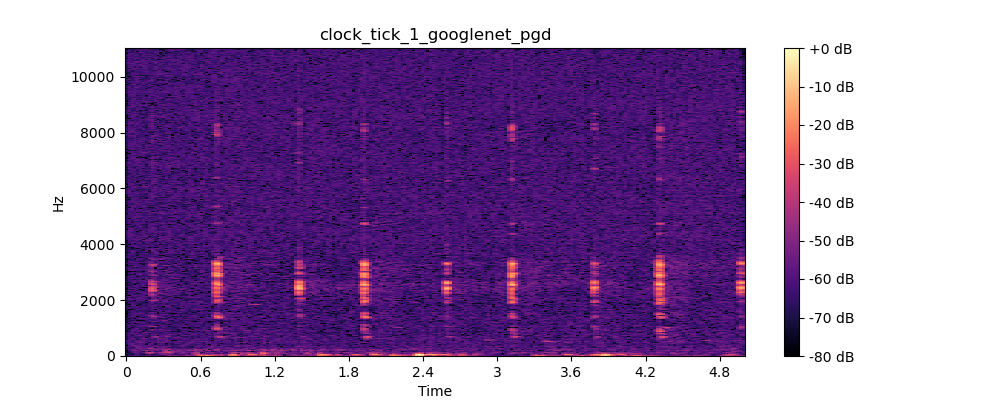 clock_tick_1_googlenet_pgd
Hz
10000
8000
6000
4000
2000
0
0 0.6 1.2 1.8 2.4 3 3.6 4.2 4.8
Time
+0 dB
-10 dB
-20 dB
-30 dB
-40 dB
-50 dB
-60 dB
-70 dB
-80 dB